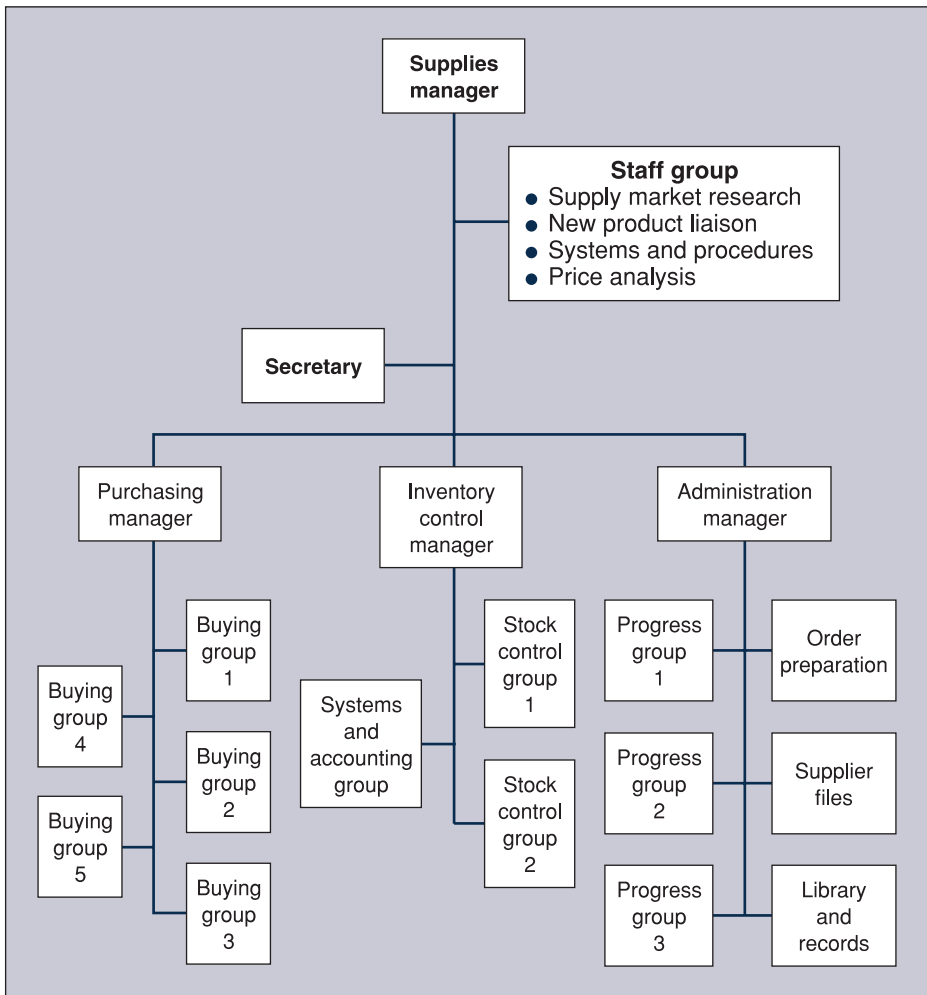 Supplies
manager
Staff group
● Supply market research
● New product liaison
● Systems and procedures
● Price analysis
Secretary
Purchasing
manager
Inventory
control
manager
Administration
manager
Buying
group
1
Buying
group
4
Buying
group
2
Buying
group
5
Buying
group
3
Stock
control
group
1
Systems
and
accounting
group
Stock
control
group
2
Progress
group
1
Order
preparation
Progress
group
2
Supplier
files
Progress
group
3
Library
and
records